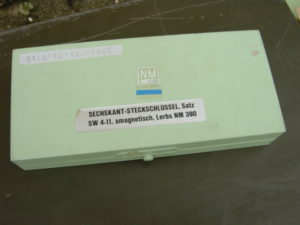 NM
SECHSKANT-STECKSCHLÜSSEL, Satz
SW 4-11, amagnetisch, Lerbs NM 390